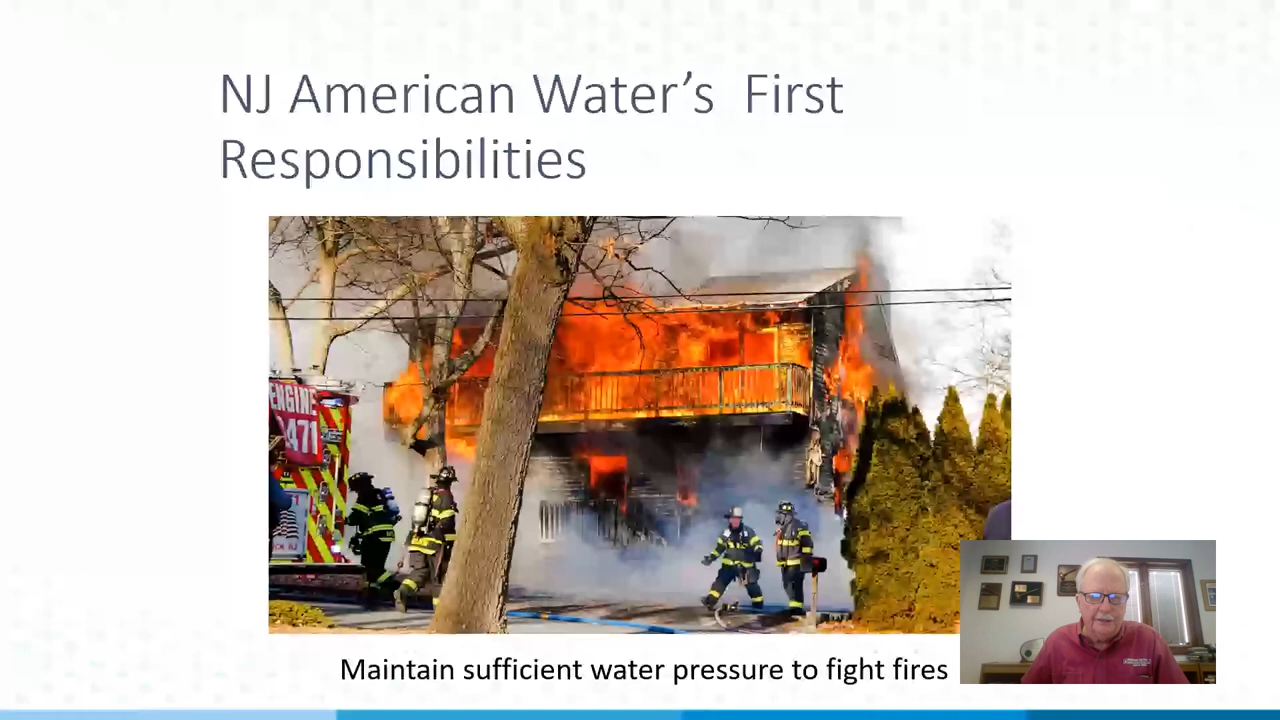 NJ American Water’s  First
Responsibilities
ENGINE
471
Maintain sufficient water pressure to fight fires